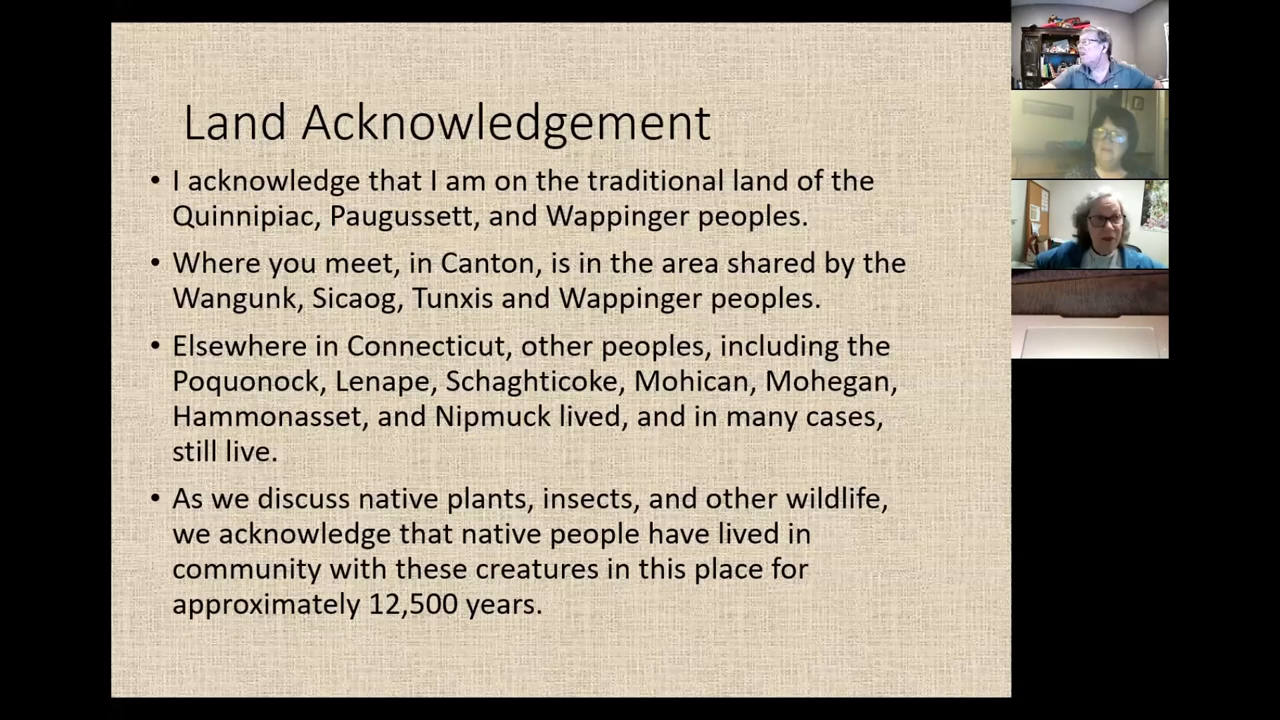 Land Acknowledgement
• I acknowledge that I am on the traditional land of the
Quinnipiac, Paugussett, and Wappinger peoples.
• Where you meet, in Canton, is in the area shared by the
Wangunk, Sicaog, Tunxis and Wappinger peoples.
• Elsewhere in Connecticut, other peoples, including the
Poquonock, Lenape, Schaghticoke, Mohican, Mohegan,
Hammonasset, and Nipmuck lived, and in many cases,
still live.
• As we discuss native plants, insects, and other wildlife,
we acknowledge that native people have lived in
community with these creatures in this place for
approximately 12,500 years.